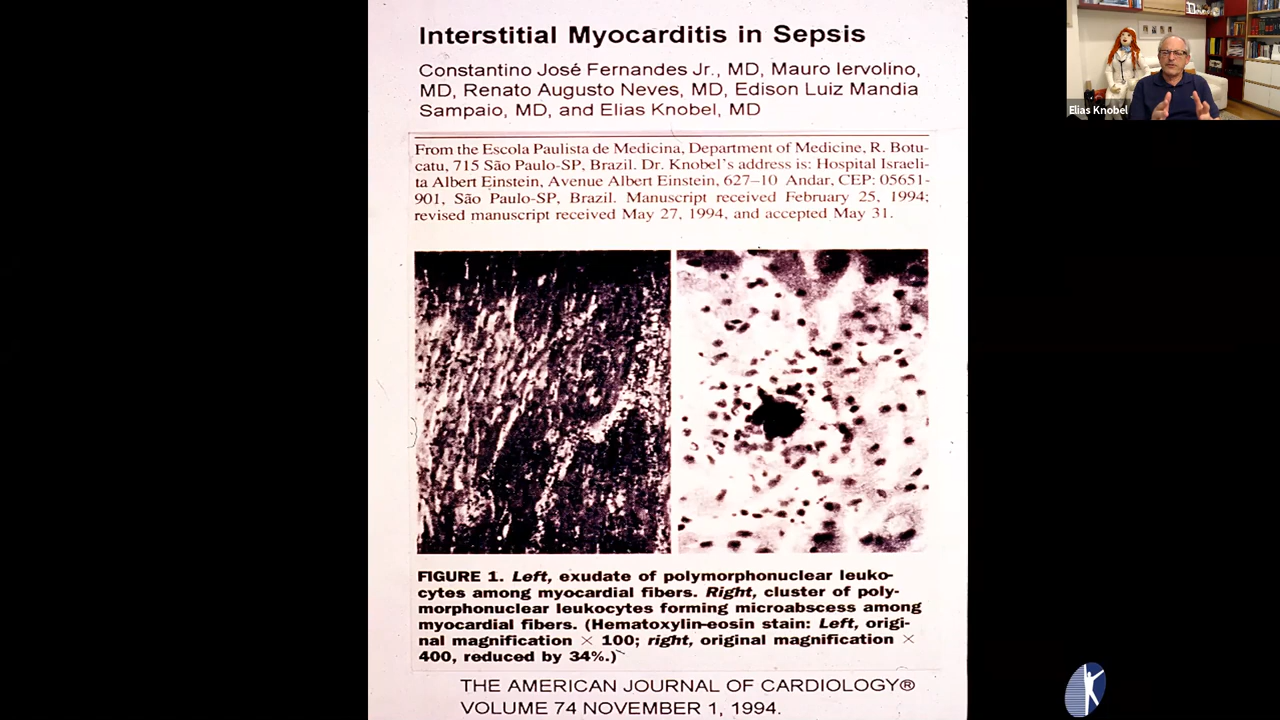 Interstitial Myocarditis in Sepsis
Constantino José Fernandes Jr., MD, Mauro Iervolino,
MD, Renato Augusto Neves, MD, Edison Luiz Mandia
Sampaio, MD, and Elias Knobel, MD
From the Escola Paulista de Medicina, Department of Medicine, R. Botu-
catu, 715 São Paulo-SP, Brazil. Dr. Knobel's address is: Hospital Israeli-
ta Albert Einstein, Avenue Albert Einstein, 627–10 Andar, CEP: 05651-
901, São Paulo-SP, Brazil. Manuscript received February 25, 1994;
revised manuscript received May 27, 1994, and accepted May 31.
FIGURE 1. Left, exudate of polymorphonuclear leuko-
cytes among myocardial fibers. Right, cluster of poly-
morphonuclear leukocytes forming microabscess among
myocardial fibers. (Hematoxylin-eosin stain: Left, origi-
nal magnification × 100; right, original magnification ×
400, reduced by 34%.)
THE AMERICAN JOURNAL OF CARDIOLOGY®
VOLUME 74 NOVEMBER 1, 1994.
Elias Knobel